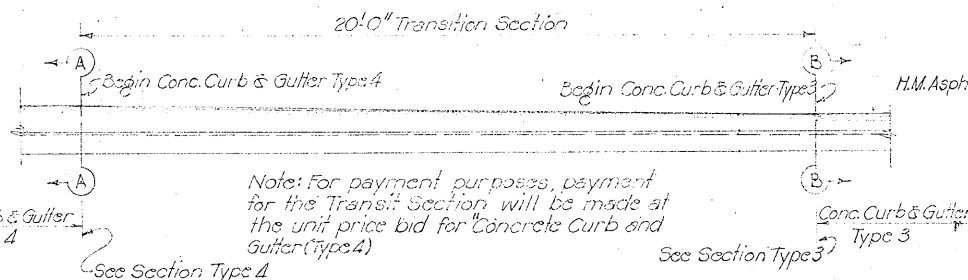 20'0" Transition Section
A
B
Begin Conc. Curb & Gutter Type 4
Begin Conc. Curb & Gutter Type 3
H.M. Asph
A
B
Note: For payment purposes, payment
for the Transit Section will be made at
the unit price bid for "Concrete Curb and
Gutter (Type 4)
& Gutter
4
Conc. Curb & Gutter
Type 3
See Section Type 4
See Section Type 3